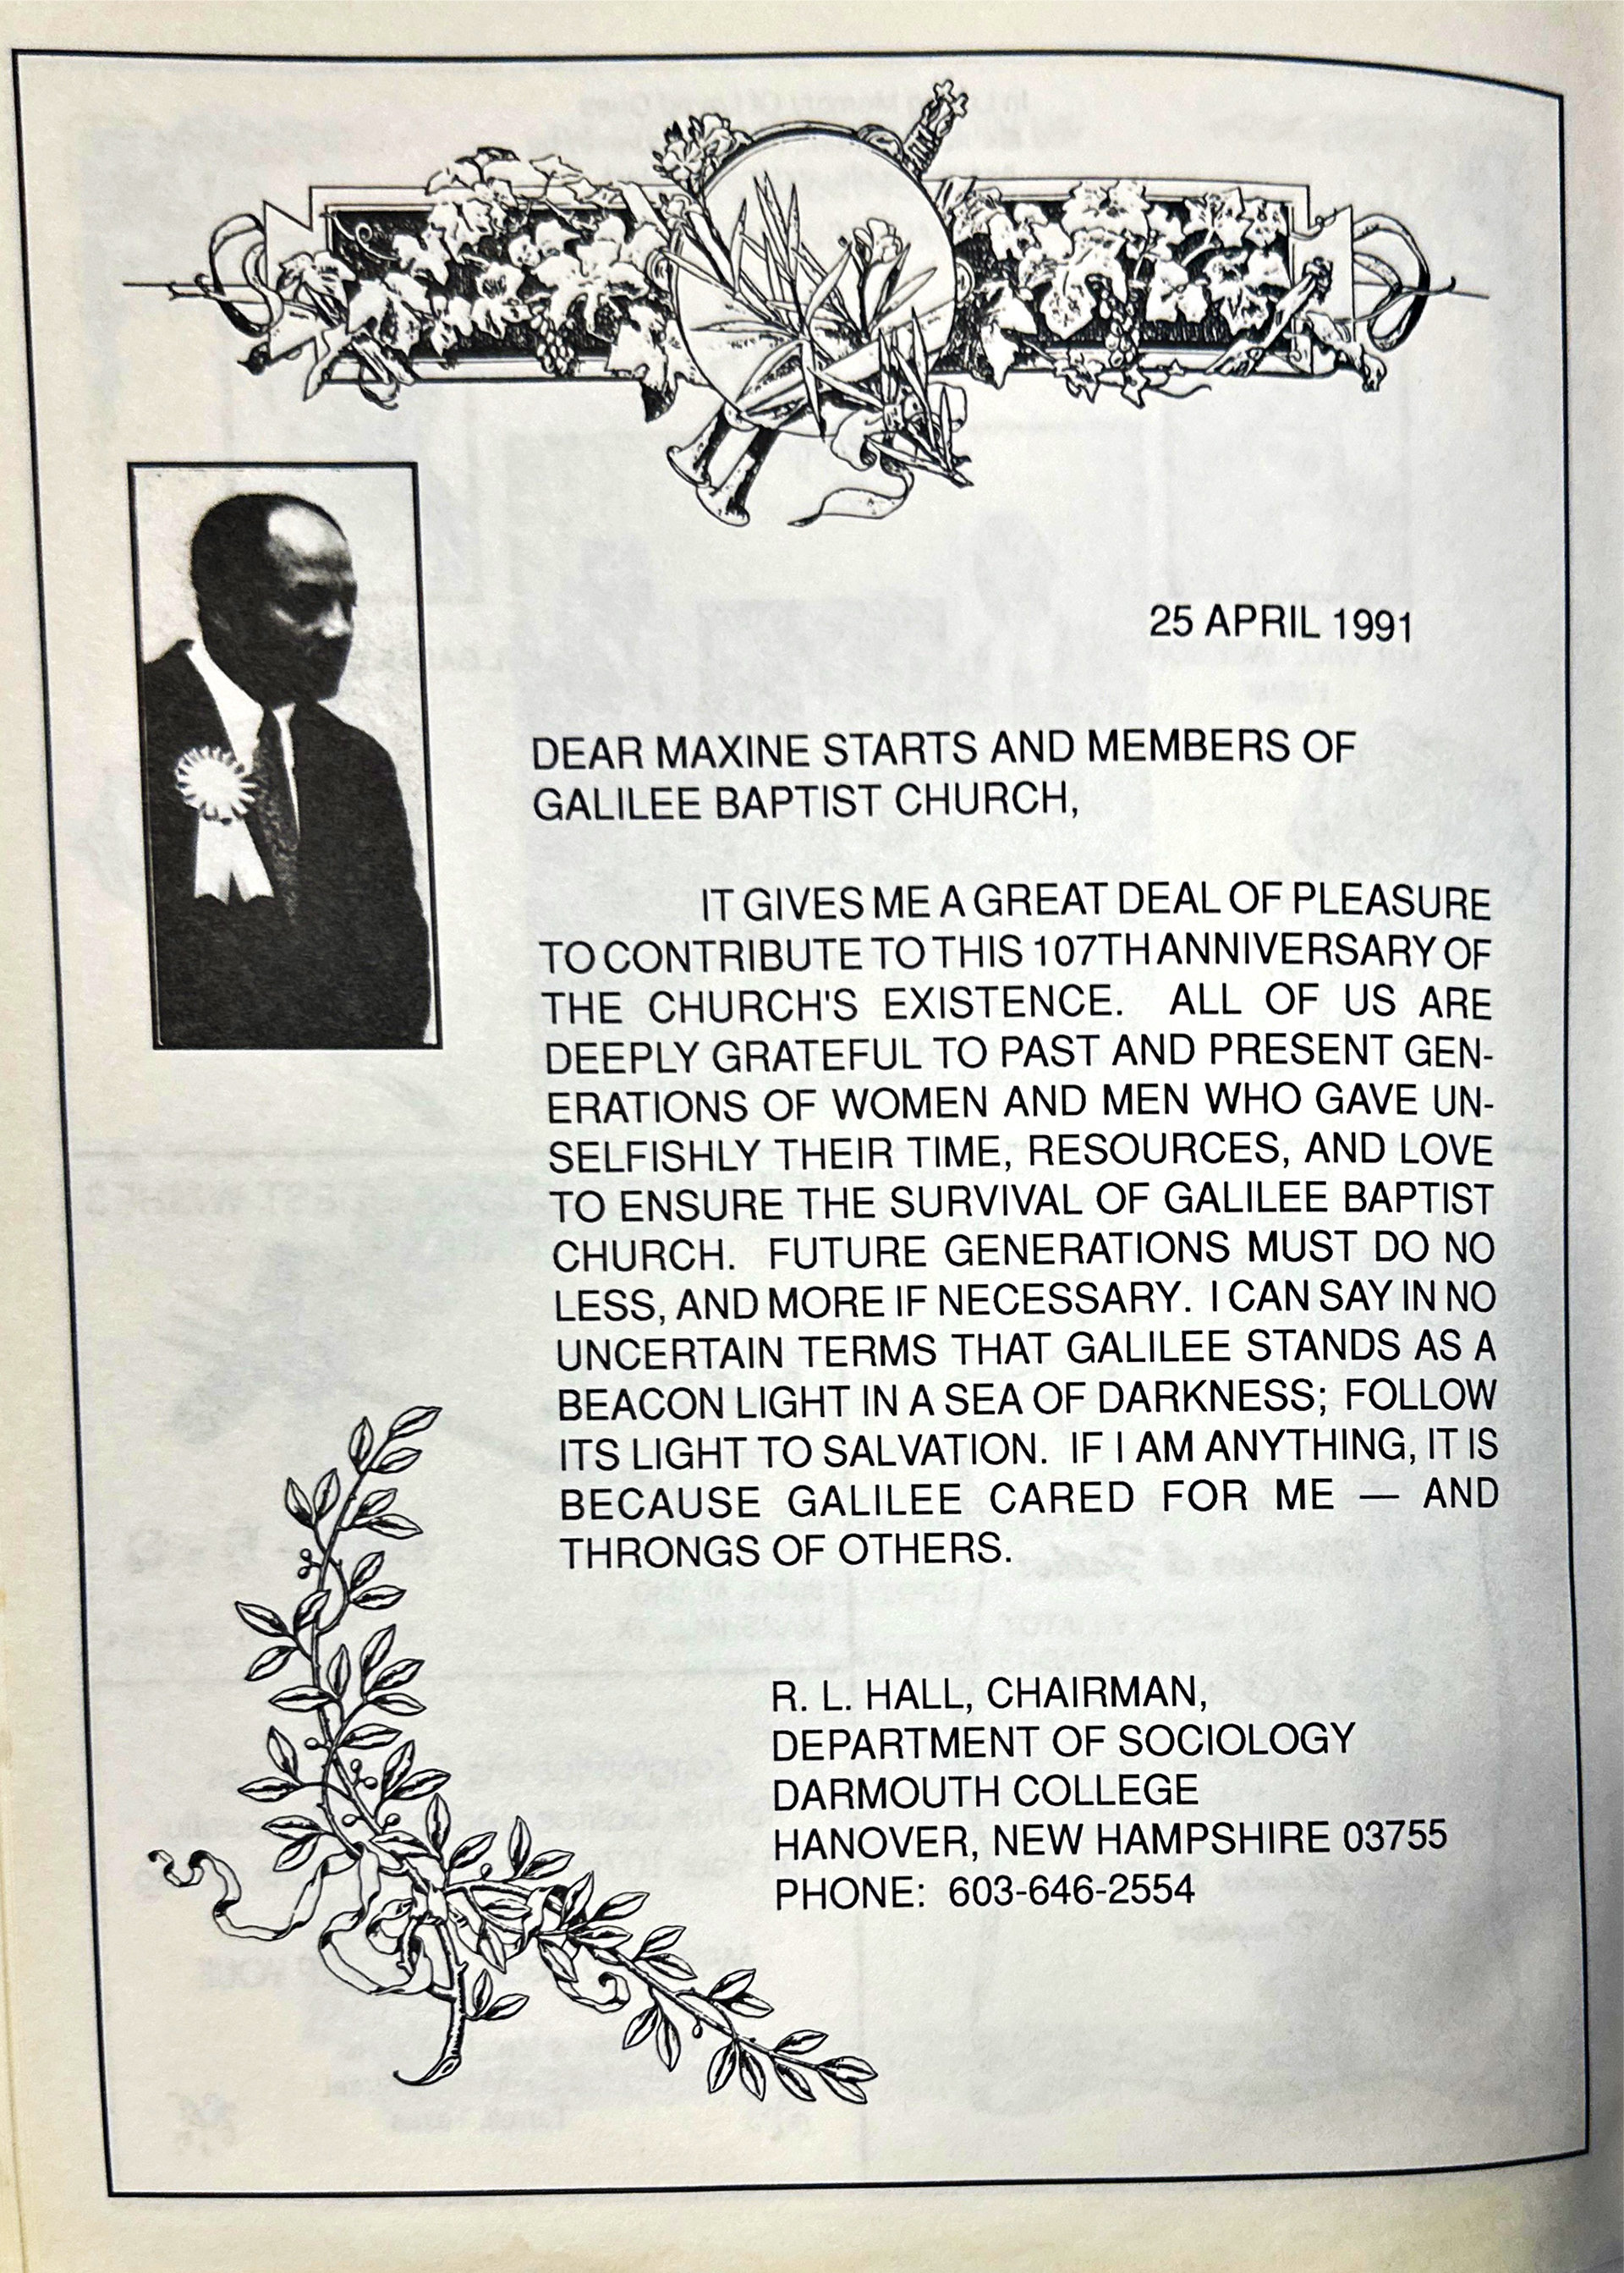 25 APRIL 1991
DEAR MAXINE STARTS AND MEMBERS OF
GALILEE BAPTIST CHURCH,
IT GIVES ME A GREAT DEAL OF PLEASURE
TO CONTRIBUTE TO THIS 107TH ANNIVERSARY OF
THE CHURCH'S EXISTENCE. ALL OF US ARE
DEEPLY GRATEFUL TO PAST AND PRESENT GEN-
ERATIONS OF WOMEN AND MEN WHO GAVE UN-
SELFISHLY THEIR TIME, RESOURCES, AND LOVE
TO ENSURE THE SURVIVAL OF GALILEE BAPTIST
CHURCH. FUTURE GENERATIONS MUST DO NO
LESS, AND MORE IF NECESSARY. I CAN SAY IN NO
UNCERTAIN TERMS THAT GALILEE STANDS AS A
BEACON LIGHT IN A SEA OF DARKNESS; FOLLOW
ITS LIGHT TO SALVATION. IF I AM ANYTHING, IT IS
BECAUSE GALILEE CARED FOR ME — AND
THRONGS OF OTHERS.
R. L. HALL, CHAIRMAN,
DEPARTMENT OF SOCIOLOGY
DARMOUTH COLLEGE
HANOVER, NEW HAMPSHIRE 03755
PHONE: 603-646-2554